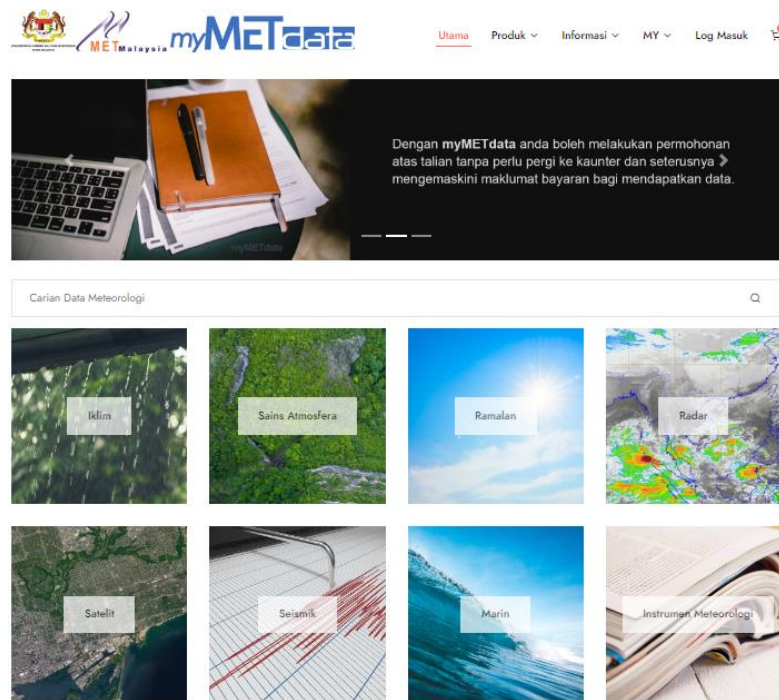 METMalaysia myMETdata
Utama Produk Informasi MY Log Masuk
Dengan myMETdata anda boleh melakukan permohonan
atas talian tanpa perlu pergi ke kaunter dan seterusnya
mengemaskini maklumat bayaran bagi mendapatkan data.
myMETdata
Carian Data Meteorologi
Iklim
Sains Atmosfera
Ramalan
Radar
Satelit
Seismik
Marin
Instrumen Meteorologi